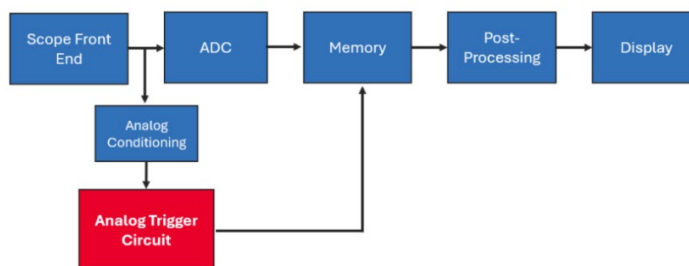 Scope Front
End
ADC
Memory
Post-
Processing
Display
Analog
Conditioning
Analog Trigger
Circuit